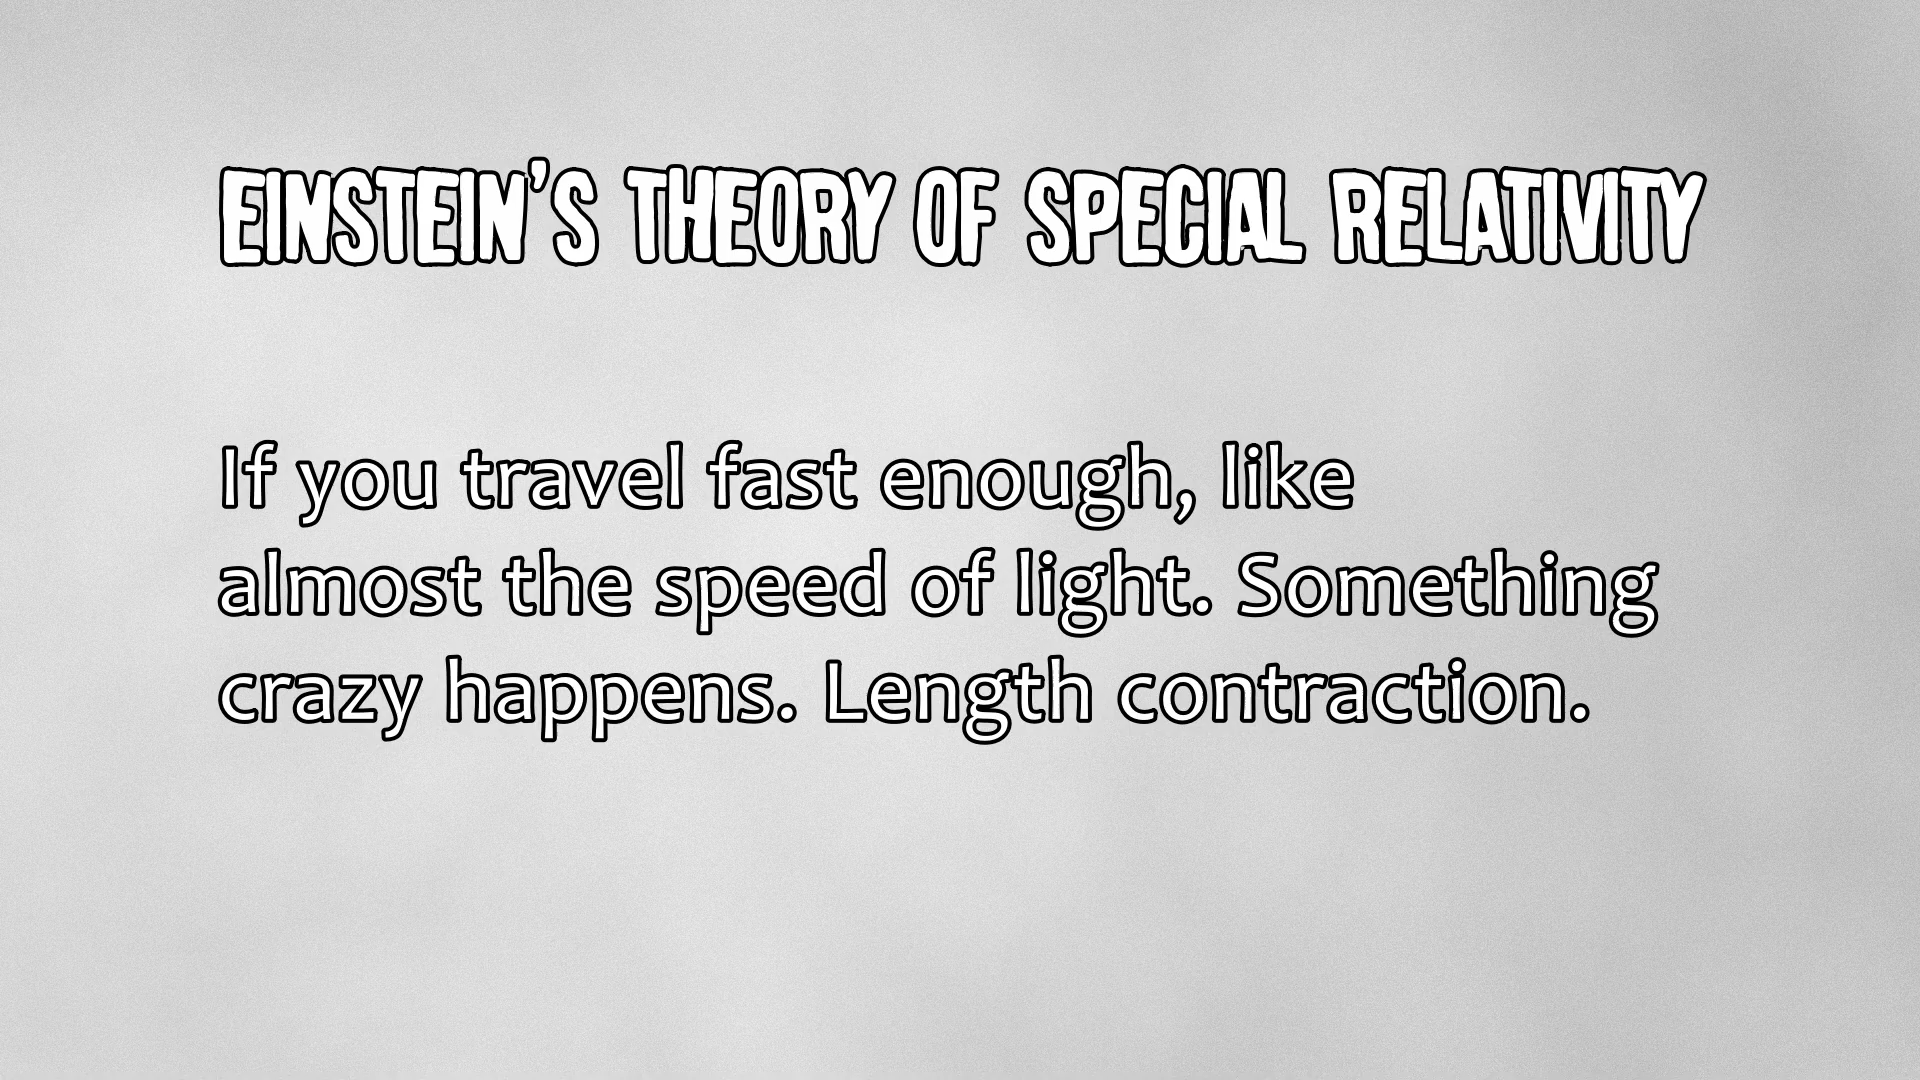 EINSTEIN'S THEORY OF SPECIAL RELATIVITY
If you travel fast enough, like
almost the speed of light. Something
crazy happens. Length contraction.